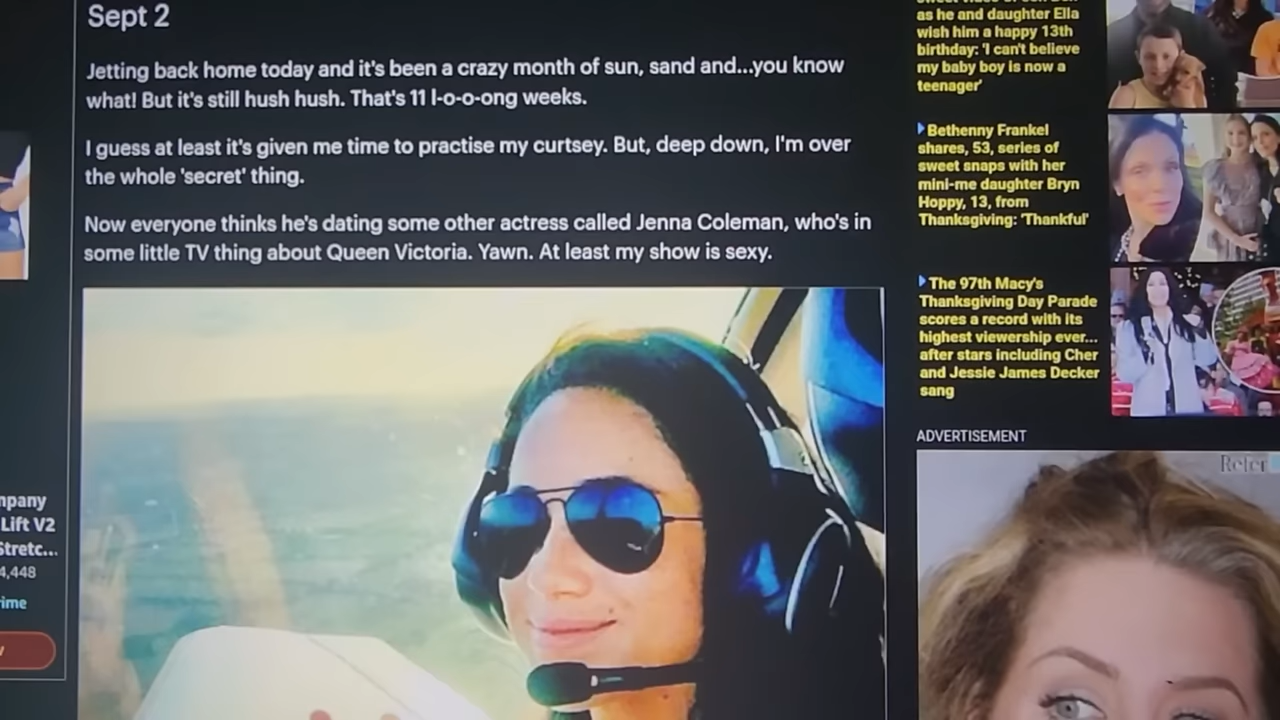 Sept 2
Jetting back home today and it's been a crazy month of sun, sand and...you know
what! But it's still hush hush. That's 11 l-o-o-ong weeks.
I guess at least it's given me time to practise my curtsey. But, deep down, I'm over
the whole 'secret' thing.
Now everyone thinks he's dating some other actress called Jenna Coleman, who's in
some little TV thing about Queen Victoria. Yawn. At least my show is sexy.
as he and daughter Ella
wish him a happy 13th
birthday: 'I can't believe
my baby boy is now a
teenager'
Bethenny Frankel
shares, 53, series of
sweet snaps with her
mini-me daughter Bryn
Hoppy, 13, from
Thanksgiving: 'Thankful'
The 97th Macy's
Thanksgiving Day Parade
scores a record with its
highest viewership ever...
after stars including Cher
and Jessie James Decker
sang
ADVERTISEMENT
Refer
mpany
Lift V2
Stretc...
4,448
ime